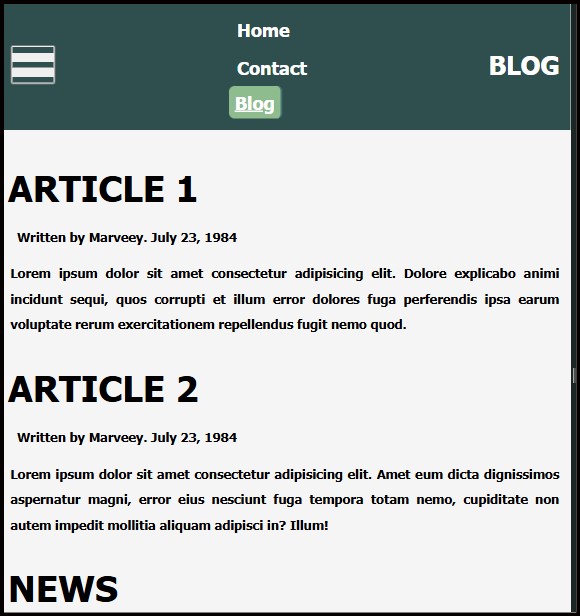 Home
Contact
Blog
BLOG
ARTICLE 1
Written by Marveey. July 23, 1984
Lorem ipsum dolor sit amet consectetur adipisicing elit. Dolore explicabo animi
incidunt sequi, quos corrupti et illum error dolores fuga perferendis ipsa earum
voluptate rerum exercitationem repellendus fugit nemo quod.
ARTICLE 2
Written by Marveey. July 23, 1984
Lorem ipsum dolor sit amet consectetur adipisicing elit. Amet eum dicta dignissimos
aspernatur magni, error eius nesciunt fuga tempora totam nemo, cupiditate non
autem impedit mollitia aliquam adipisci in? Illum!
NEWS